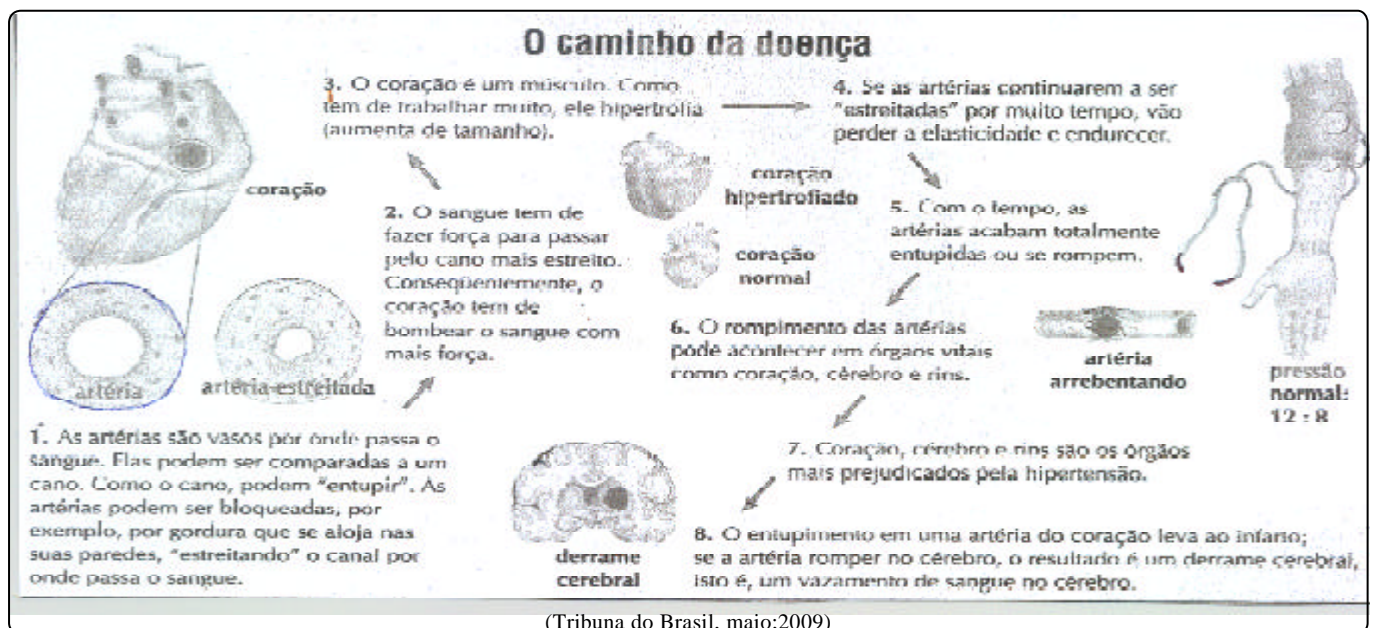 O caminho da doença
coração
artéria
artéria estreitada
1. As artérias são vasos por onde passa o
sangue. Elas podem ser comparadas a um
cano. Como o cano, podem “entupir”. As
artérias podem ser bloqueadas, por
exemplo, por gordura que se aloja nas
suas paredes, “estreitando” o canal por
onde passa o sangue.
2. O sangue tem de
fazer força para passar
pelo cano mais estreito.
Conseqüentemente, o
coração tem de
bombear o sangue com
mais força.
3. O coração é um músculo. Como
tem de trabalhar muito, ele hipertrofia
(aumenta de tamanho).
coração
hipertrofiado
coração
normal
4. Se as artérias continuarem a ser
“estreitadas” por muito tempo, vão
perder a elasticidade e endurecer.
5. Com o tempo, as
artérias acabam totalmente
entupidas ou se rompem.
6. O rompimento das artérias
pode acontecer em órgãos vitais
como coração, cérebro e rins.
artéria
arrebentando
pressão
normal:
12 : 8
7. Coração, cérebro e rins são os órgãos
mais prejudicados pela hipertensão.
derrame
cerebral
8. O entupimento em uma artéria do coração leva ao infarto;
se a artéria romper no cérebro, o resultado é um derrame cerebral,
isto é, um vazamento de sangue no cérebro.
(Tribuna do Brasil, maio:2009)